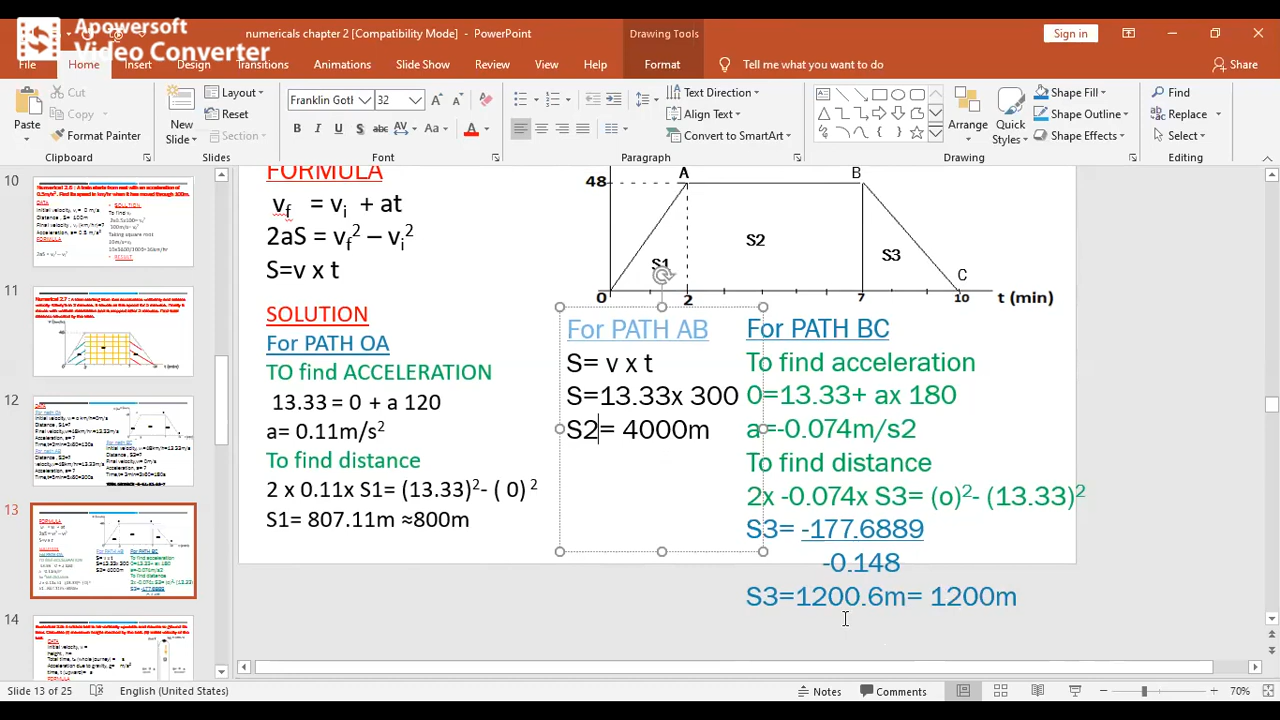 Apowersoft
Video Converter
numericals chapter 2 [Compatibility Mode] - PowerPoint
Drawing Tools
Sign in
File
Home
Insert
Design
Transitions
Animations
Slide Show
Review
View
Help
Format
Tell me what you want to do
Share
Paste
Cut
Copy
Format Painter
Clipboard
New Slide
Layout
Reset
Section
Slides
Franklin Gotl
32
Font
Text Direction
Align Text
Convert to SmartArt
Paragraph
Arrange
Quick Styles
Shape Fill
Shape Outline
Shape Effects
Drawing
Find
Replace
Select
Editing
10
11
12
13
14
FORMULA
vf = vi + at
2aS = vf² – vi²
S=v x t
SOLUTION
For PATH OA
TO find ACCELERATION
13.33 = 0 + a 120
a= 0.11m/s²
To find distance
2 x 0.11x S1= (13.33)²- ( 0) ²
S1= 807.11m ≈800m
48
A
B
S1
S2
S3
C
0
2
7
10
t (min)
For PATH AB
S= v x t
S=13.33x 300
S2= 4000m
For PATH BC
To find acceleration
0=13.33+ ax 180
a=-0.074m/s2
To find distance
2x -0.074x S3= (o)²- (13.33)²
S3= -177.6889
-0.148
S3=1200.6m= 1200m
Slide 13 of 25
English (United States)
Notes
Comments
70%